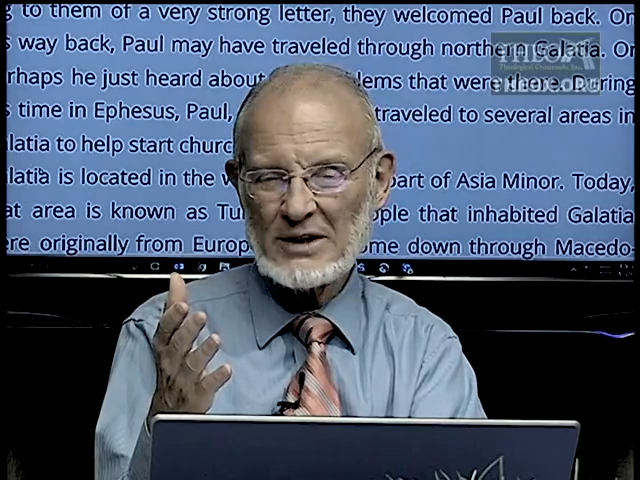 g to them of a very strong letter, they welcomed Paul back. On
s way back, Paul may have traveled through northern Galatia. Or
rhaps he just heard about lems that were there. During
s time in Ephesus, Paul, traveled to several areas in
alatia to help start churc
alatia is located in the w part of Asia Minor. Today,
at area is known as Tu ople that inhabited Galatia
ere originally from Europ ome down through Macedo-